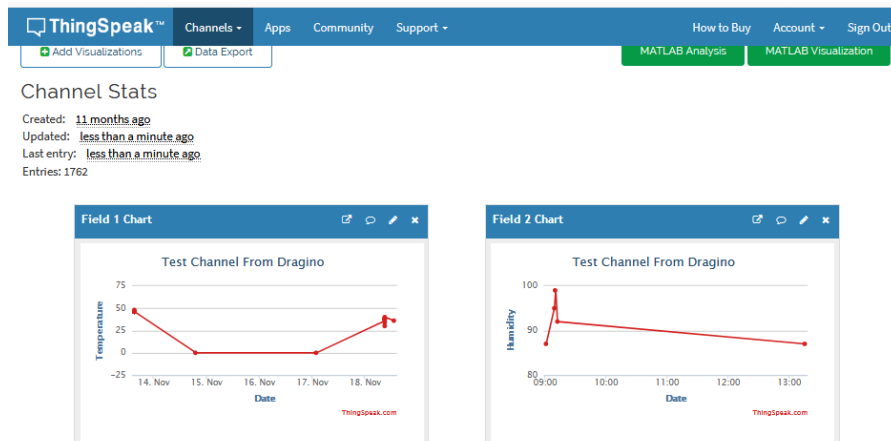 ThingSpeak™ Channels Apps Community Support How to Buy Account Sign Out
Add Visualizations Data Export MATLAB Analysis MATLAB Visualization
Channel Stats
Created: 11 months ago
Updated: less than a minute ago
Last entry: less than a minute ago
Entries: 1762
Field 1 Chart
Test Channel From Dragino
Temperature
75
50
25
0
-25
14. Nov 15. Nov 16. Nov 17. Nov 18. Nov
Date
ThingSpeak.com
Field 2 Chart
Test Channel From Dragino
Humidity
100
90
80
09:00 10:00 11:00 12:00 13:00
Date
ThingSpeak.com